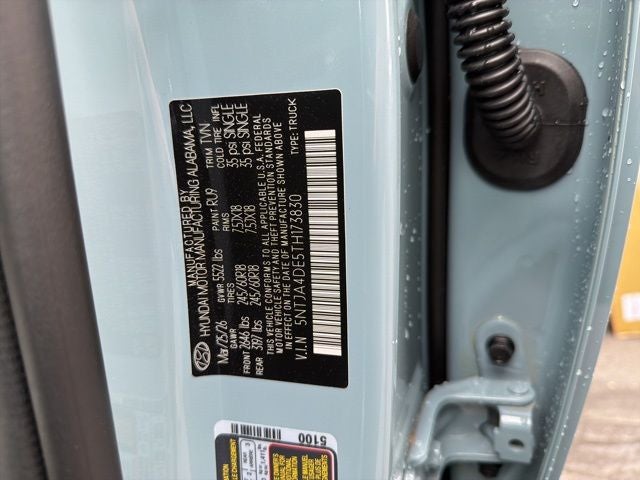 MANUFACTURED BY
HYUNDAI MOTOR MANUFACTURING ALABAMA, LLC
Mar/25/26 GVWR 5522 lbs PAINT RU9 TRIM TVN
GAWR TIRES RIMS COLD TIRE INFL
FRONT 2646 lbs 245/60R18 7.5JX18 35 psi SINGLE
REAR 3197 lbs 245/60R18 7.5JX18 35 psi SINGLE
THIS VEHICLE CONFORMS TO ALL APPLICABLE U.S.A. FEDERAL
MOTOR VEHICLE SAFETY AND THEFT PREVENTION STANDARDS
IN EFFECT ON THE DATE OF MANUFACTURE SHOWN ABOVE
V.I.N 5NTJA4DE5TH173830 TYPE: TRUCK
5100